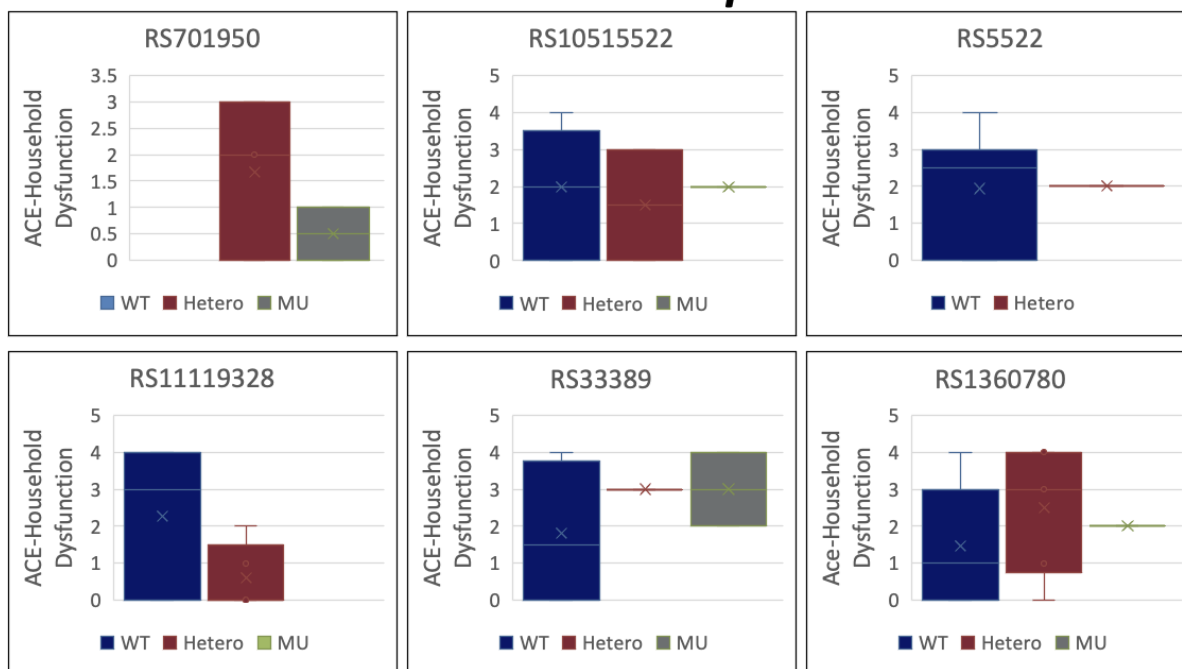 RS701950
ACE-Household
Dysfunction
3.5
3
2.5
2
1.5
1
0.5
0
WT Hetero MU
RS10515522
ACE-Household
Dysfunction
5
4
3
2
1
0
WT Hetero MU
RS5522
ACE-Household
Dysfunction
5
4
3
2
1
0
WT Hetero
RS11119328
ACE-Household
Dysfunction
5
4
3
2
1
0
WT Hetero MU
RS33389
ACE-Household
Dysfunction
5
4
3
2
1
0
WT Hetero MU
RS1360780
Ace-Household
Dysfunction
5
4
3
2
1
0
WT Hetero MU